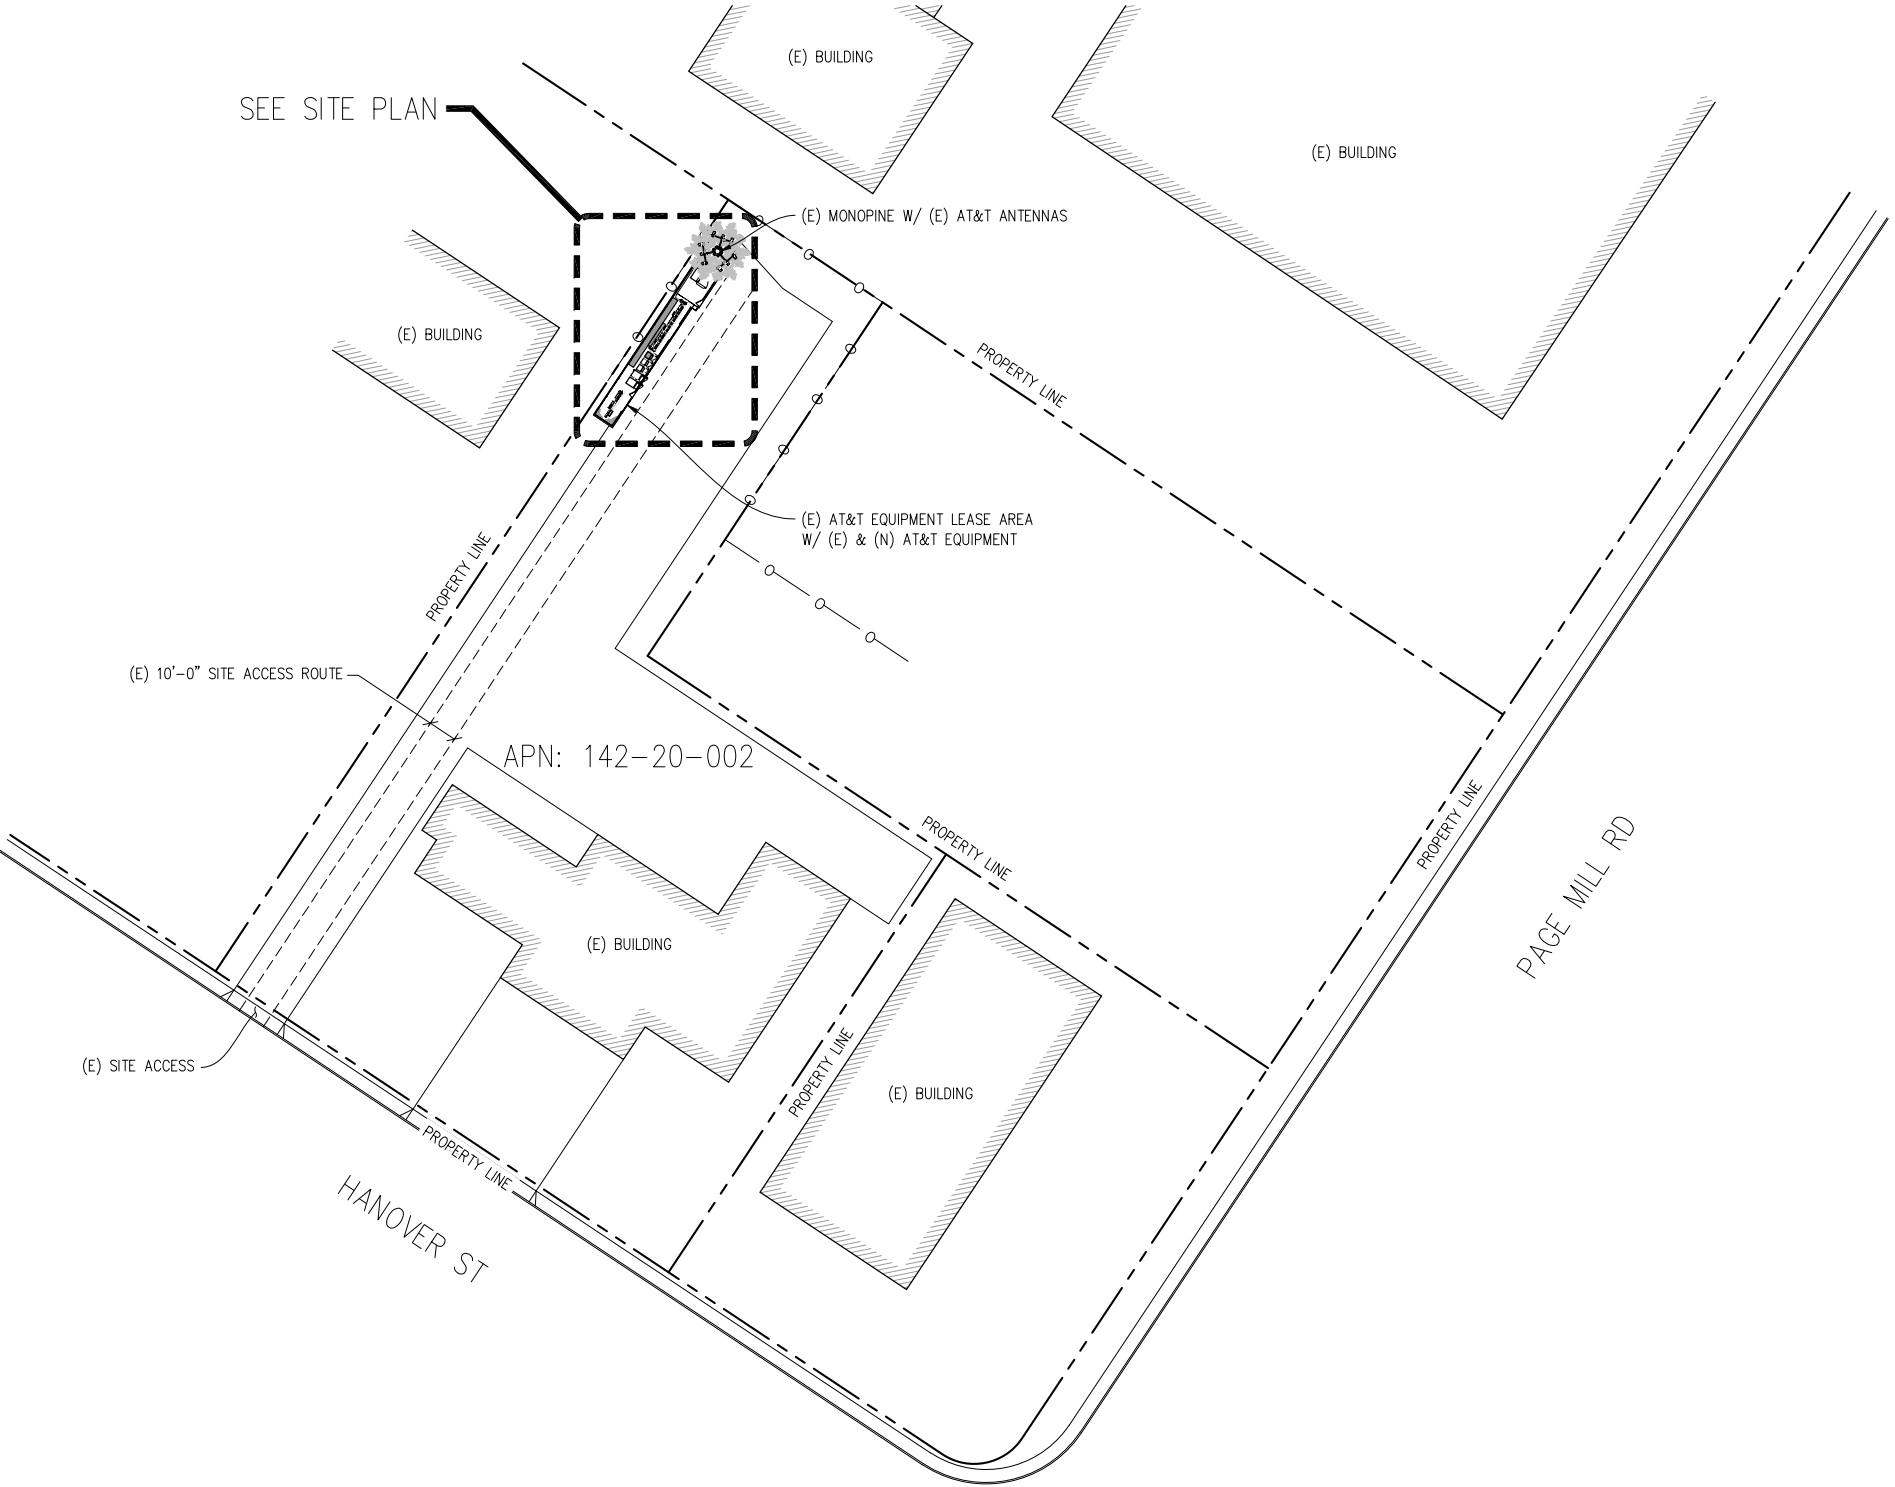 (E) BUILDING
SEE SITE PLAN
(E) BUILDING
(E) MONOPINE W/ (E) AT&T ANTENNAS
(E) BUILDING
PROPERTY LINE
(E) AT&T EQUIPMENT LEASE AREA
W/ (E) & (N) AT&T EQUIPMENT
PROPERTY LINE
(E) 10'-0" SITE ACCESS ROUTE
APN: 142-20-002
PROPERTY LINE
PROPERTY LINE
PAGE MILL RD
(E) BUILDING
(E) SITE ACCESS
PROPERTY LINE
(E) BUILDING
PROPERTY LINE
HANOVER ST